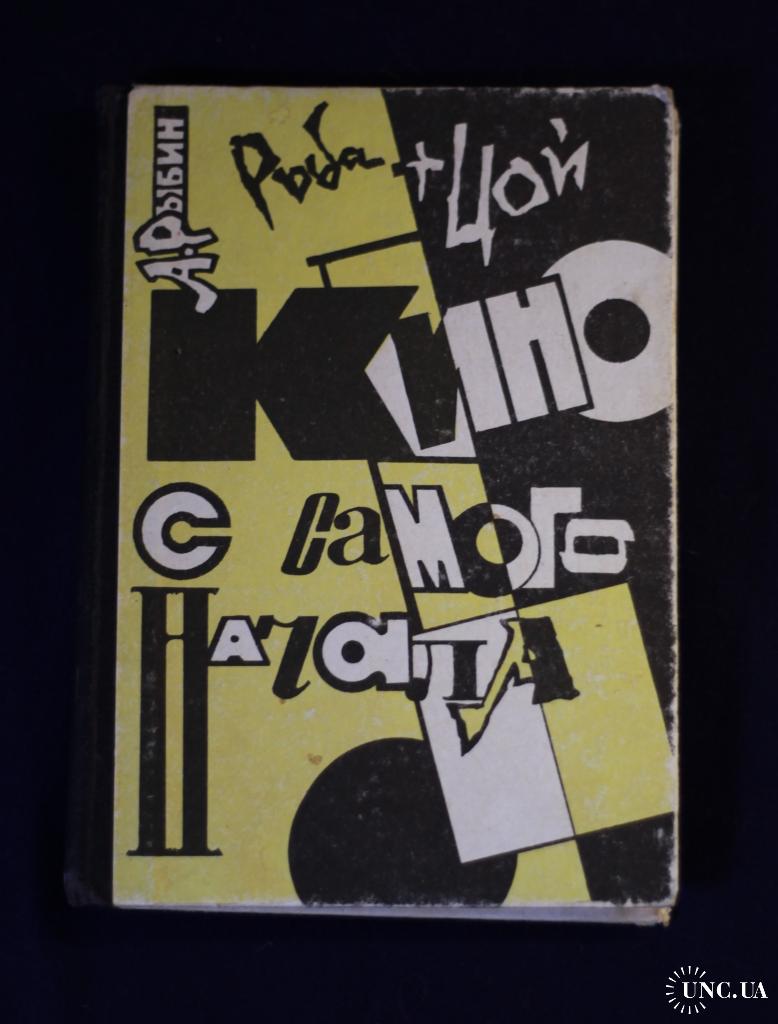 А. Рыбин
Рыба + Цой
Кино
с самого
Начала
UNC.UA